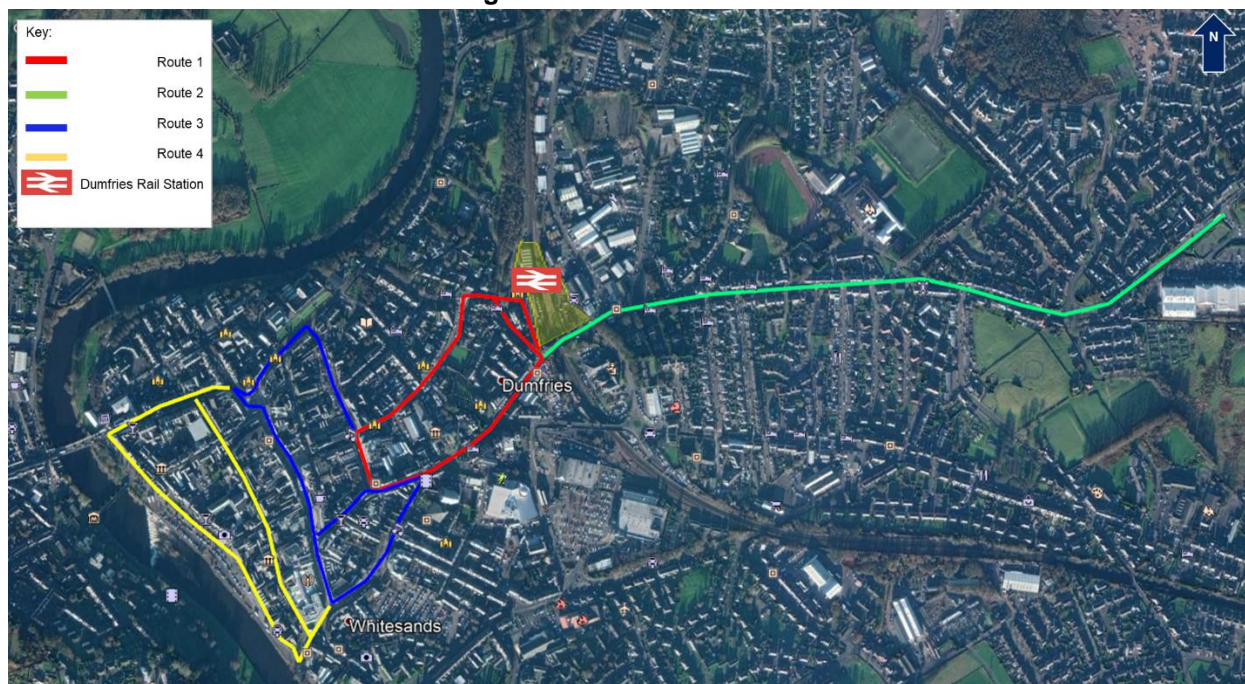 Key:
Route 1
Route 2
Route 3
Route 4
Dumfries Rail Station
N
Dumfries
Whitesands